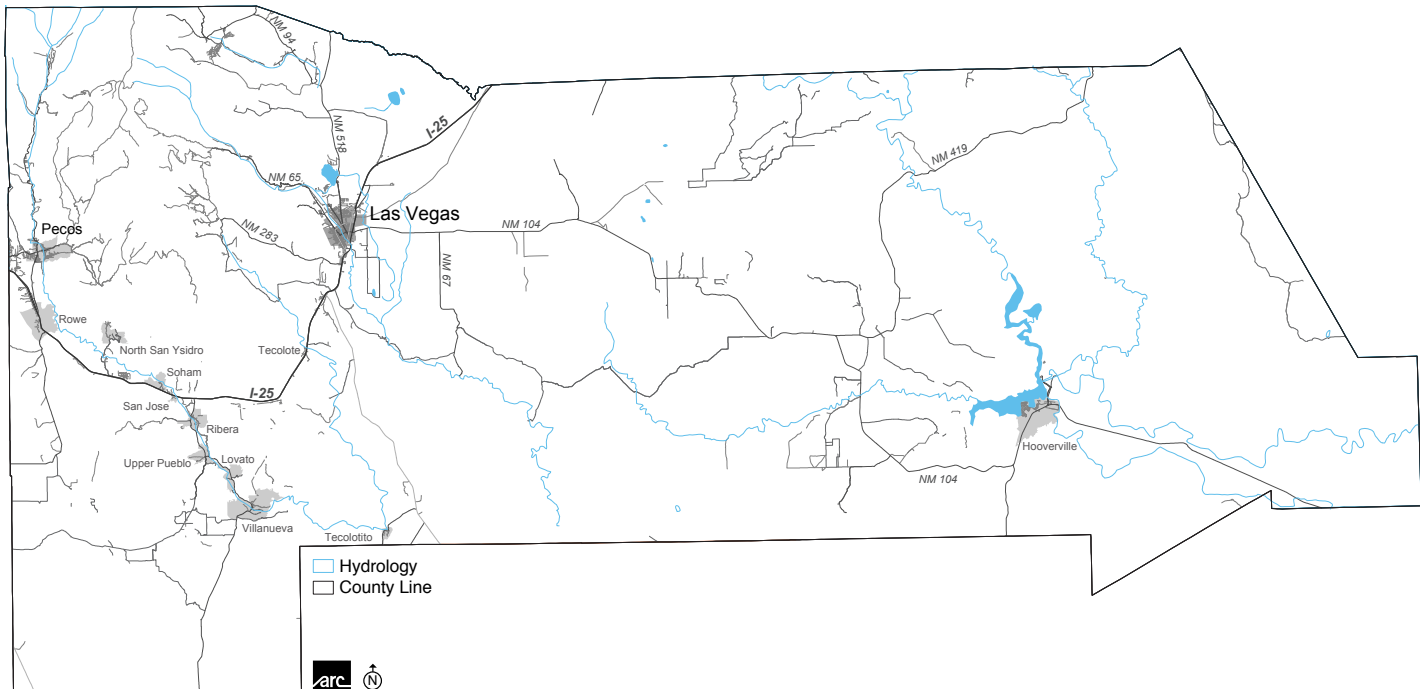 NM 94
NM 518
I-25
NM 419
NM 65
Las Vegas
Pecos
NM 283
NM 104
NM 67
Rowe
North San Ysidro
Tecolote
Soham
I-25
San Jose
Ribera
Upper Pueblo
Lovato
Hooverville
NM 104
Villanueva
Tecolotito
Hydrology
County Line
arc
N